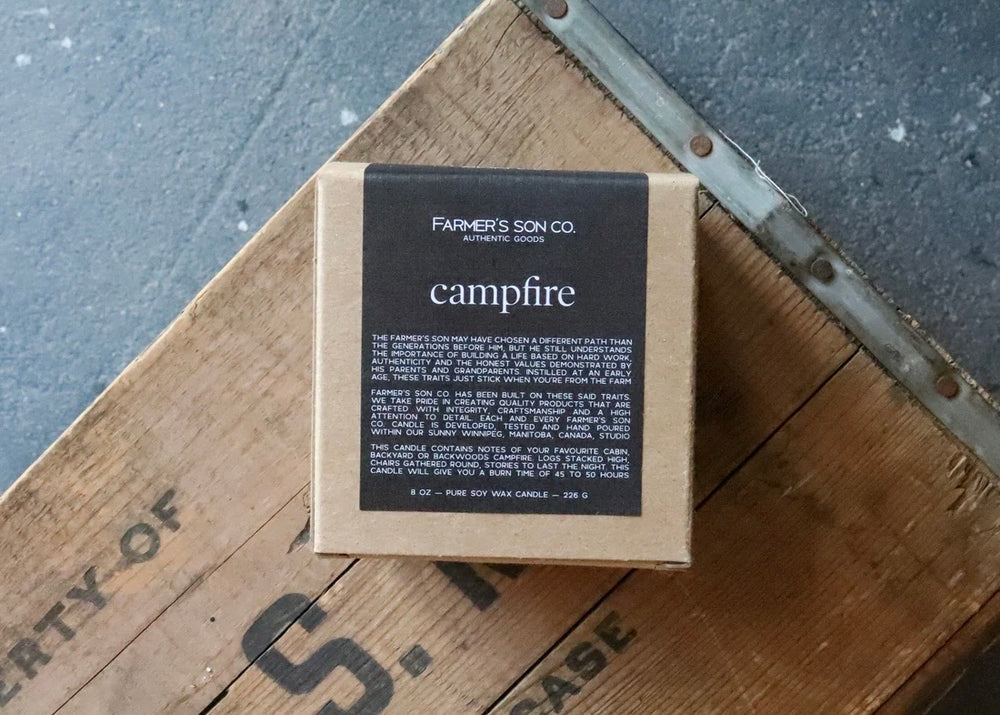 FARMER'S SON CO.
AUTHENTIC GOODS
campfire
THE FARMER'S SON MAY HAVE CHOSEN A DIFFERENT PATH THAN
THE GENERATIONS BEFORE HIM, BUT HE STILL UNDERSTANDS
THE IMPORTANCE OF BUILDING A LIFE BASED ON HARD WORK,
AUTHENTICITY AND THE HONEST VALUES DEMONSTRATED BY
HIS PARENTS AND GRANDPARENTS. INSTILLED AT AN EARLY
AGE, THESE TRAITS JUST STICK WHEN YOU'RE FROM THE FARM
FARMER'S SON CO. HAS BEEN BUILT ON THESE SAID TRAITS.
WE TAKE PRIDE IN CREATING QUALITY PRODUCTS THAT ARE
CRAFTED WITH INTEGRITY, CRAFTSMANSHIP AND A HIGH
ATTENTION TO DETAIL. EACH AND EVERY FARMER'S SON
CO. CANDLE IS DEVELOPED, TESTED AND HAND POURED
WITHIN OUR SUNNY WINNIPEG, MANITOBA, CANADA, STUDIO
THIS CANDLE CONTAINS NOTES OF YOUR FAVOURITE CABIN,
BACKYARD OR BACKWOODS CAMPFIRE. LOGS STACKED HIGH,
CHAIRS GATHERED ROUND, STORIES TO LAST THE NIGHT. THIS
CANDLE WILL GIVE YOU A BURN TIME OF 45 TO 50 HOURS
8 OZ — PURE SOY WAX CANDLE — 226 G
ERTY OF
S.
CASE